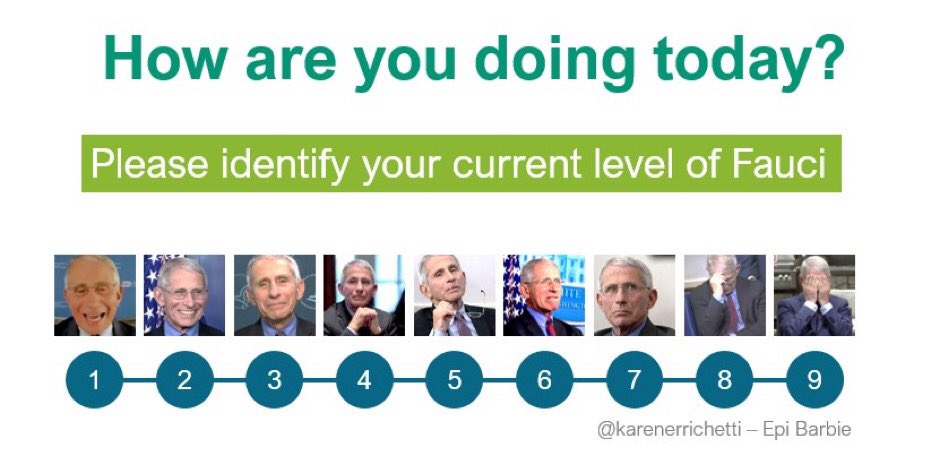 How are you doing today?
Please identify your current level of Fauci
1 2 3 4 5 6 7 8 9
@karenerrichetti – Epi Barbie